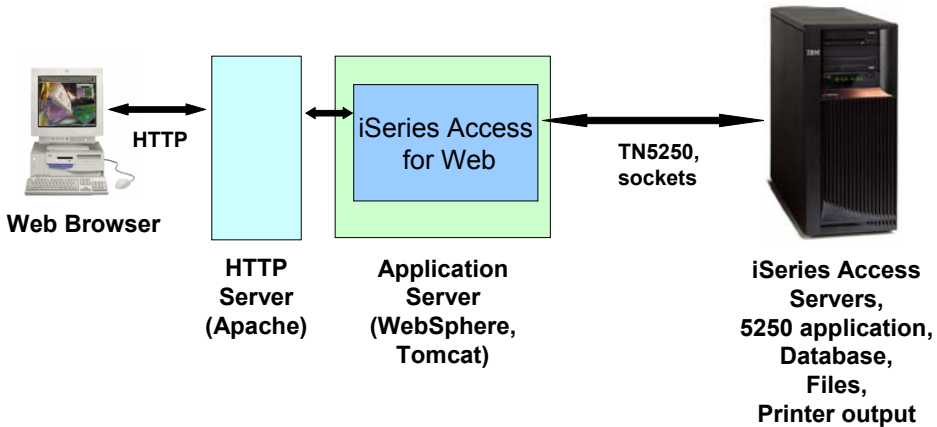 IBM
HTTP
iSeries Access
for Web
TN5250,
sockets
Web Browser
HTTP
Server
(Apache)
Application
Server
(WebSphere,
Tomcat)
iSeries Access
Servers,
5250 application,
Database,
Files,
Printer output